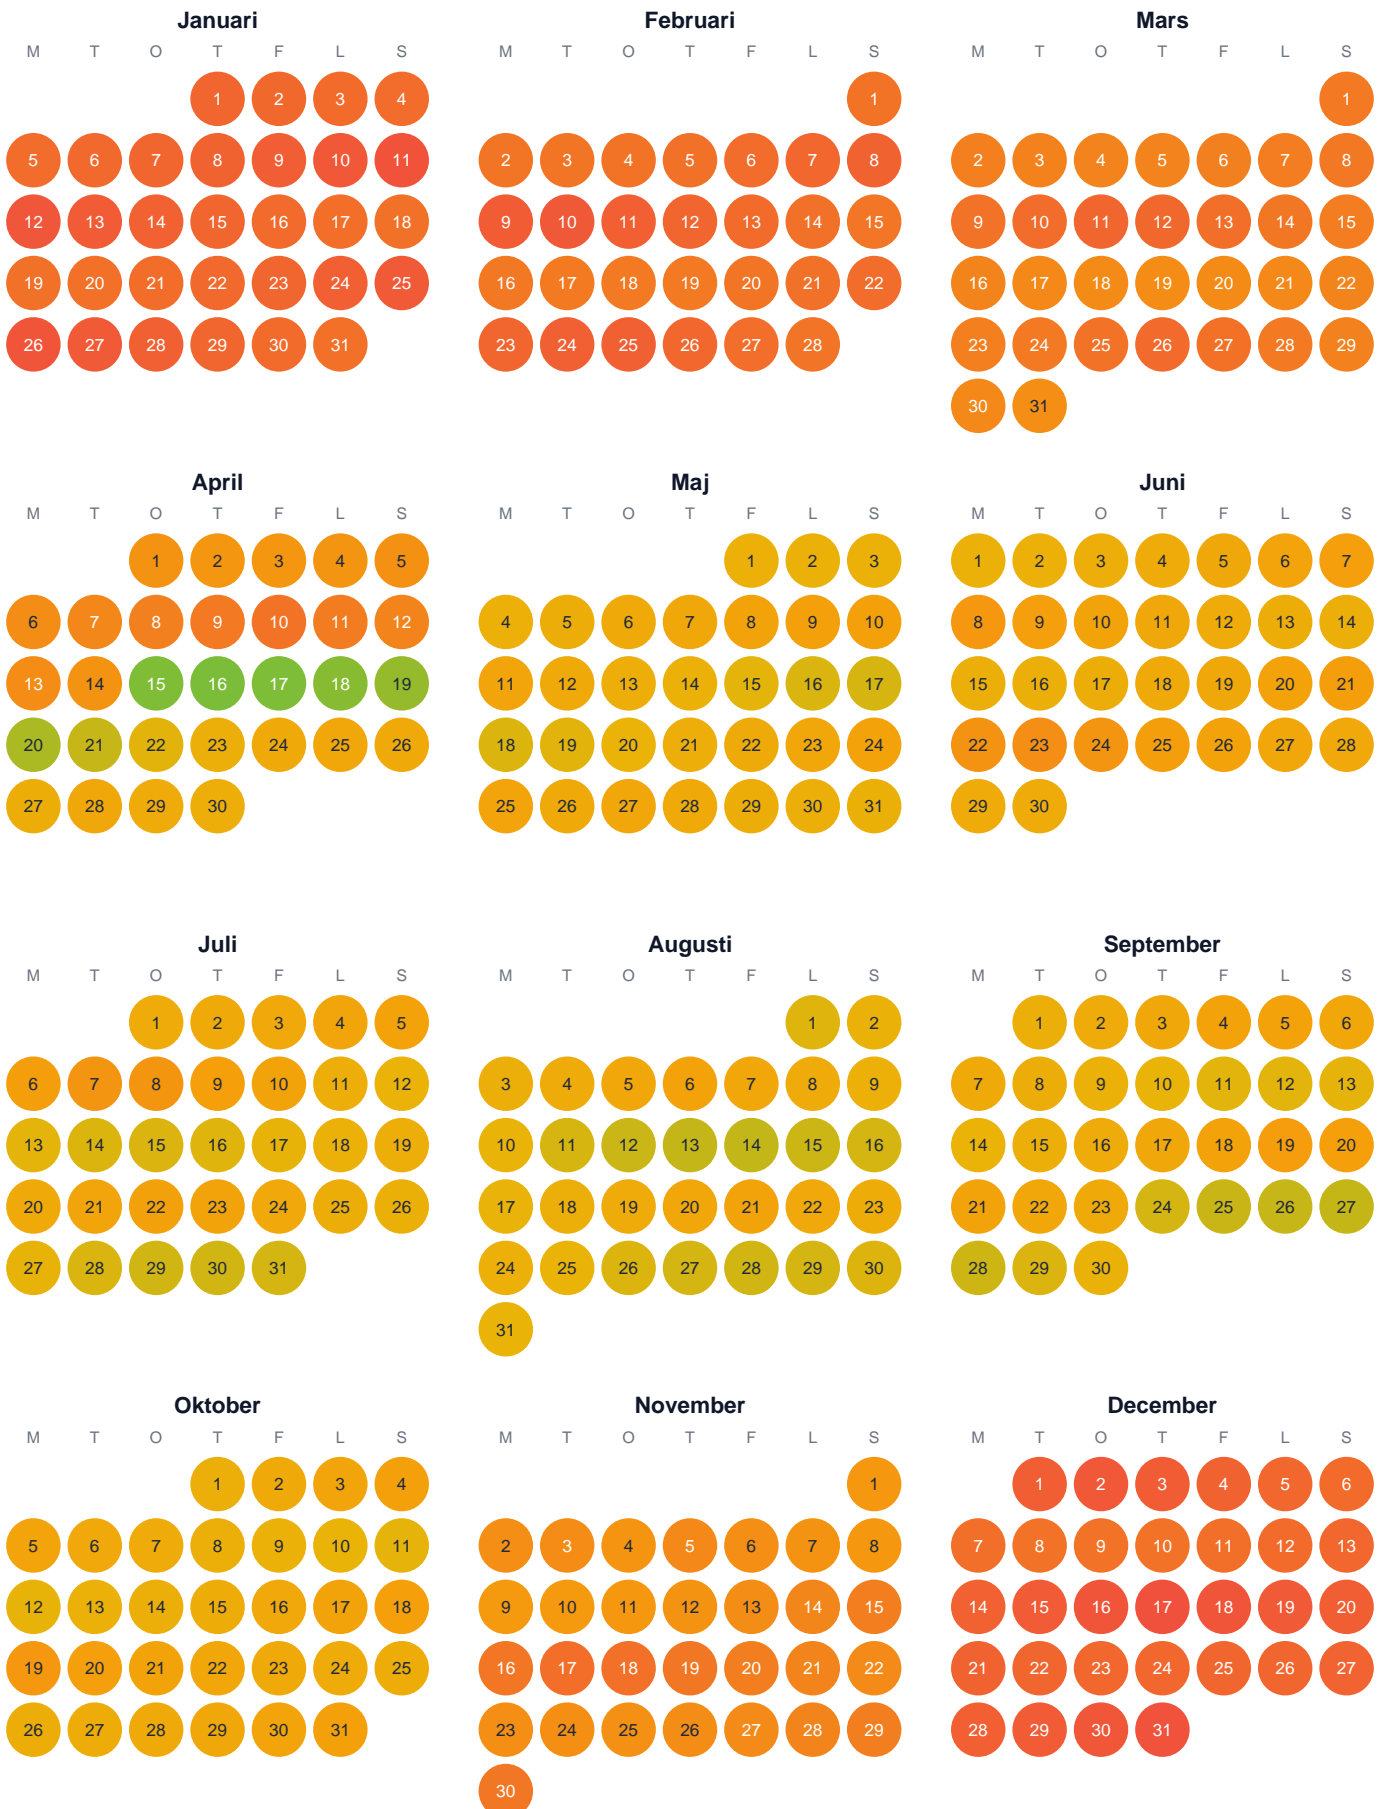 Januari Februari Mars
M T O T F L S M T O T F L S M T O T F L S
1 2 3 4 1 1
5 6 7 8 9 10 11 2 3 4 5 6 7 8 2 3 4 5 6 7 8
12 13 14 15 16 17 18 9 10 11 12 13 14 15 9 10 11 12 13 14 15
19 20 21 22 23 24 25 16 17 18 19 20 21 22 16 17 18 19 20 21 22
26 27 28 29 30 31 23 24 25 26 27 28 23 24 25 26 27 28 29
30 31
April Maj Juni
M T O T F L S M T O T F L S M T O T F L S
1 2 3 4 5 1 2 3 1 2 3 4 5 6 7
6 7 8 9 10 11 12 4 5 6 7 8 9 10 8 9 10 11 12 13 14
13 14 15 16 17 18 19 11 12 13 14 15 16 17 15 16 17 18 19 20 21
20 21 22 23 24 25 26 18 19 20 21 22 23 24 22 23 24 25 26 27 28
27 28 29 30 25 26 27 28 29 30 31 29 30
Juli Augusti September
M T O T F L S M T O T F L S M T O T F L S
1 2 3 4 5 1 2 1 2 3 4 5 6
6 7 8 9 10 11 12 3 4 5 6 7 8 9 7 8 9 10 11 12 13
13 14 15 16 17 18 19 10 11 12 13 14 15 16 14 15 16 17 18 19 20
20 21 22 23 24 25 26 17 18 19 20 21 22 23 21 22 23 24 25 26 27
27 28 29 30 31 24 25 26 27 28 29 30 28 29 30
31
Oktober November December
M T O T F L S M T O T F L S M T O T F L S
1 2 3 4 1 1 2 3 4 5 6
5 6 7 8 9 10 11 2 3 4 5 6 7 8 7 8 9 10 11 12 13
12 13 14 15 16 17 18 9 10 11 12 13 14 15 14 15 16 17 18 19 20
19 20 21 22 23 24 25 16 17 18 19 20 21 22 21 22 23 24 25 26 27
26 27 28 29 30 31 23 24 25 26 27 28 29 28 29 30 31
30